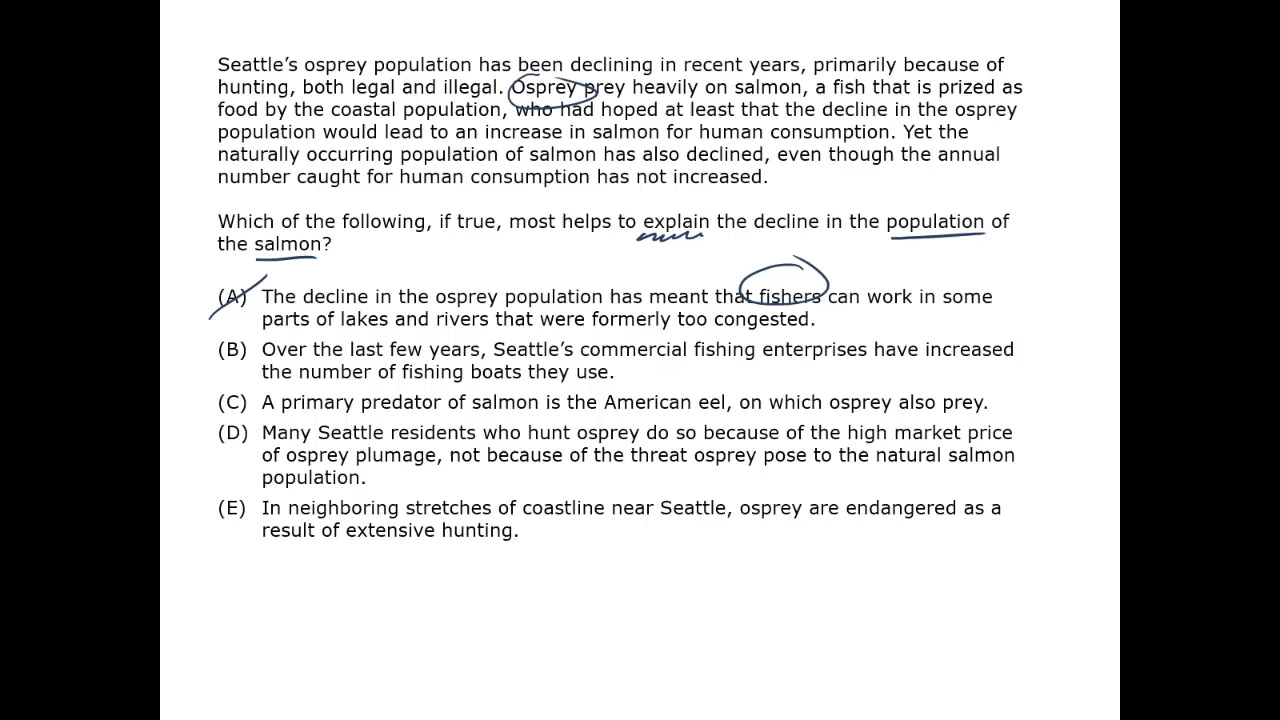 Seattle’s osprey population has been declining in recent years, primarily because of
hunting, both legal and illegal. Osprey prey heavily on salmon, a fish that is prized as
food by the coastal population, who had hoped at least that the decline in the osprey
population would lead to an increase in salmon for human consumption. Yet the
naturally occurring population of salmon has also declined, even though the annual
number caught for human consumption has not increased.
Which of the following, if true, most helps to explain the decline in the population of
the salmon?
(A) The decline in the osprey population has meant that fishers can work in some
parts of lakes and rivers that were formerly too congested.
(B) Over the last few years, Seattle’s commercial fishing enterprises have increased
the number of fishing boats they use.
(C) A primary predator of salmon is the American eel, on which osprey also prey.
(D) Many Seattle residents who hunt osprey do so because of the high market price
of osprey plumage, not because of the threat osprey pose to the natural salmon
population.
(E) In neighboring stretches of coastline near Seattle, osprey are endangered as a
result of extensive hunting.